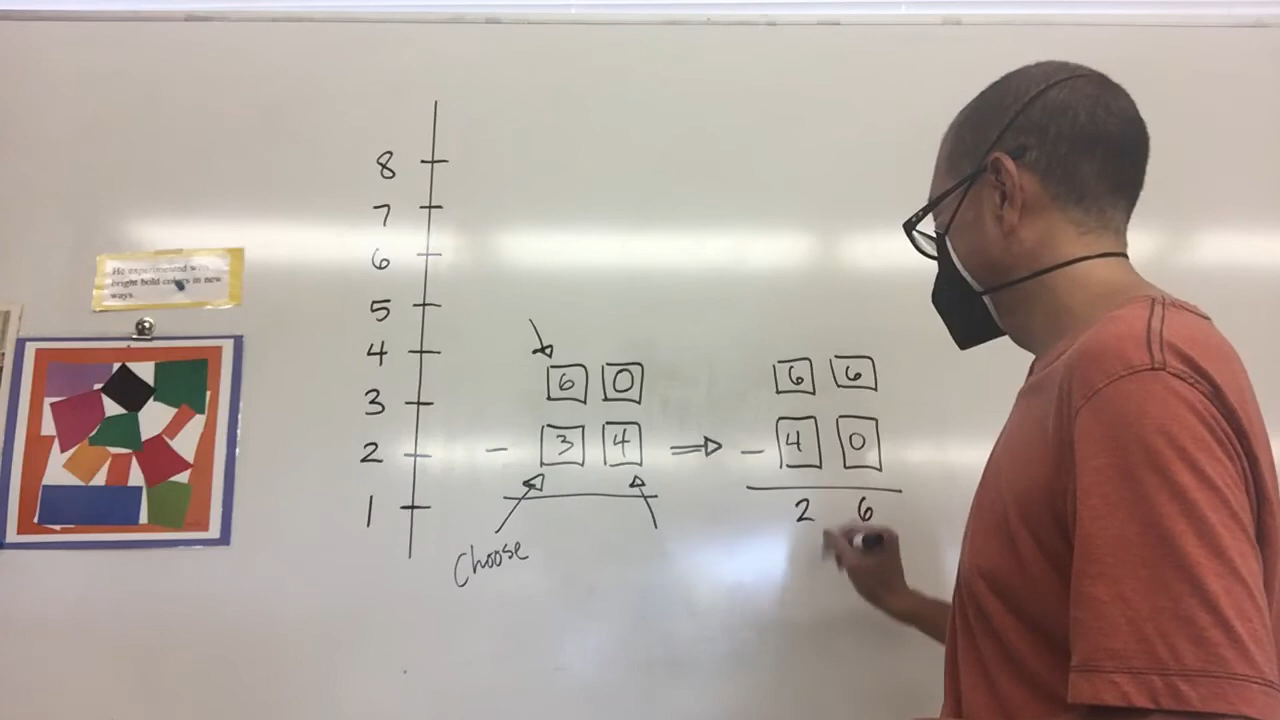 He experimented with
bright bold colors in new
ways.
8
7
6
5
4
3
2
1
6 0
- 3 4
Choose
⇒
6 6
- 4 0
2 6